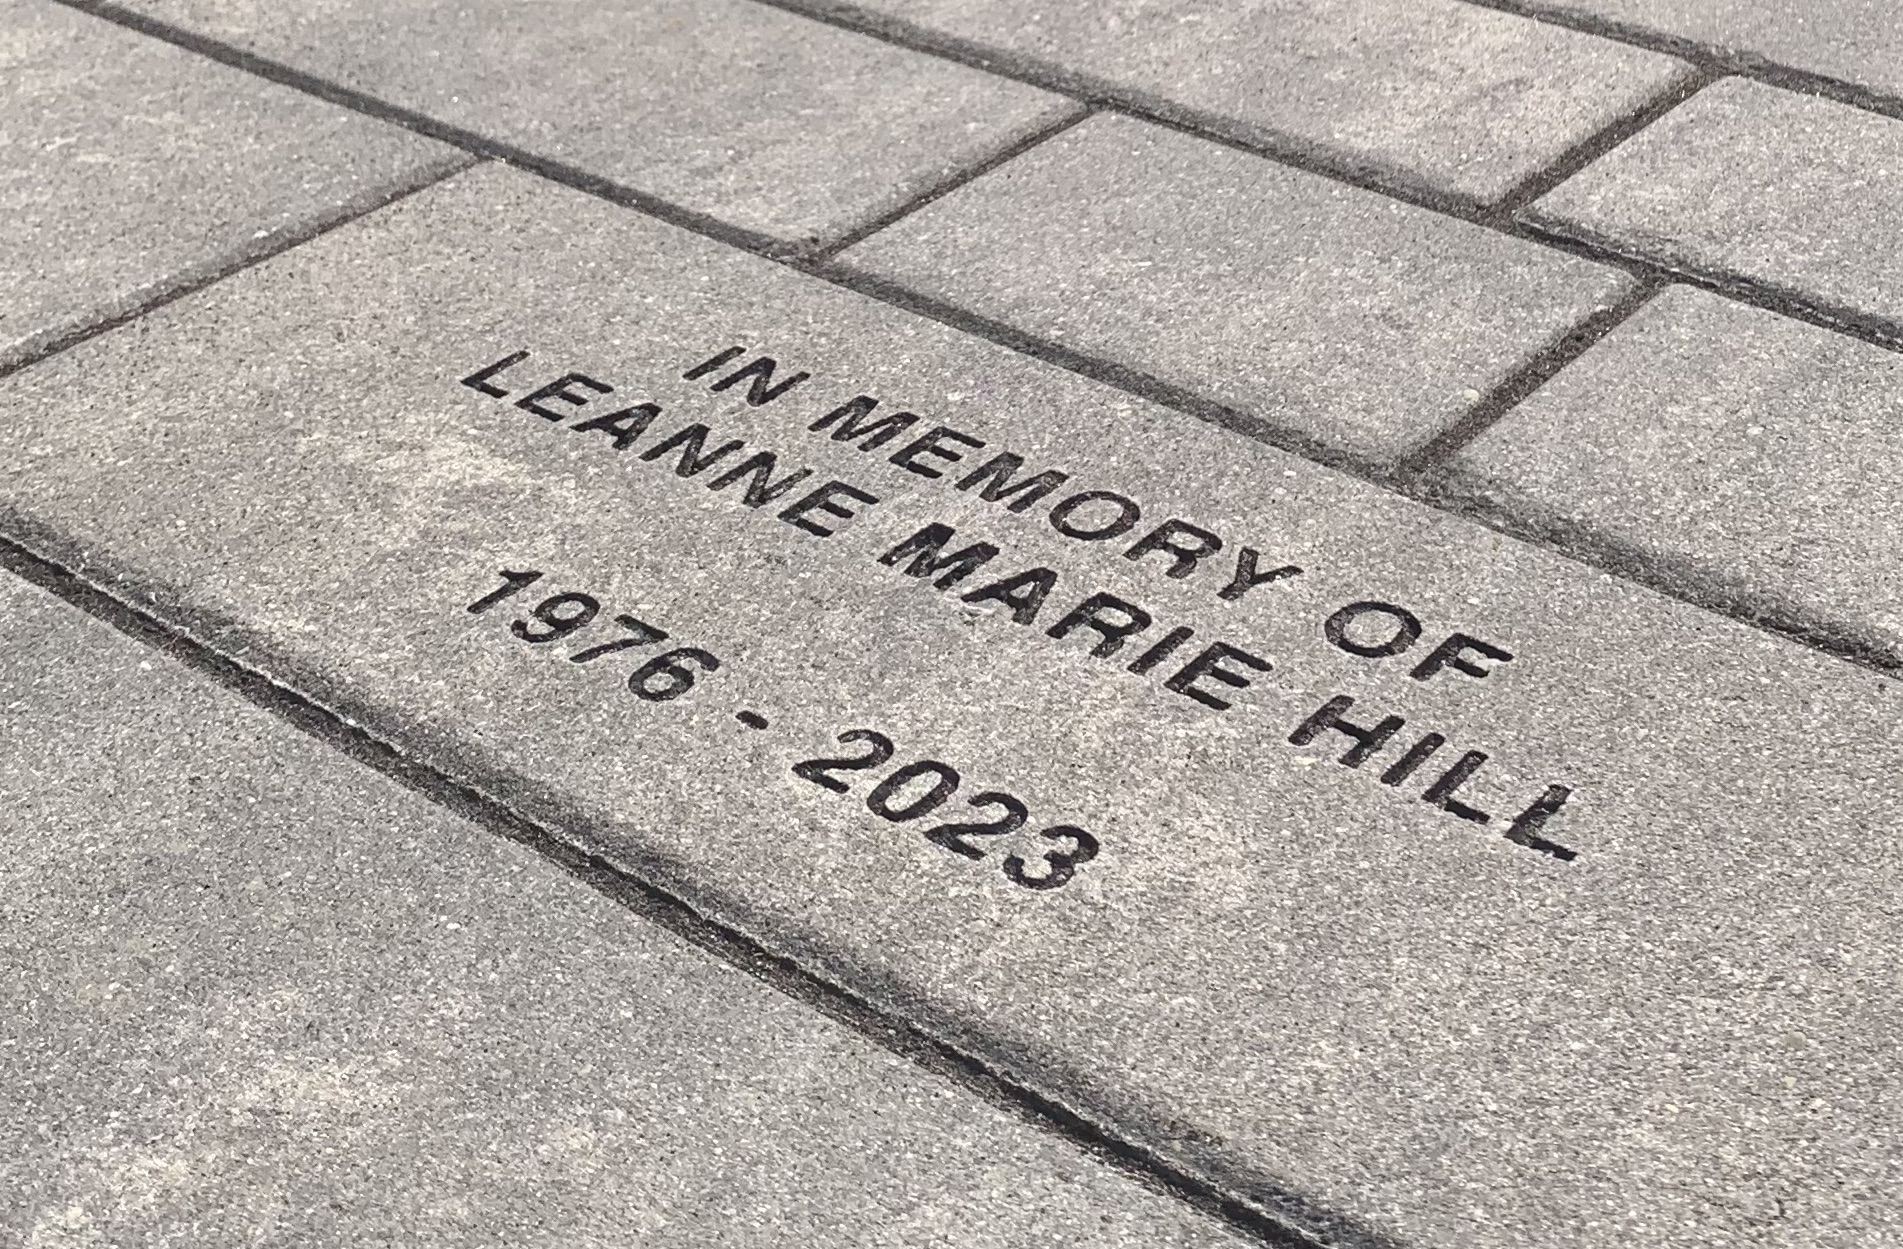 IN MEMORY OF
LEANNE MARIE HILL
1976 - 2023